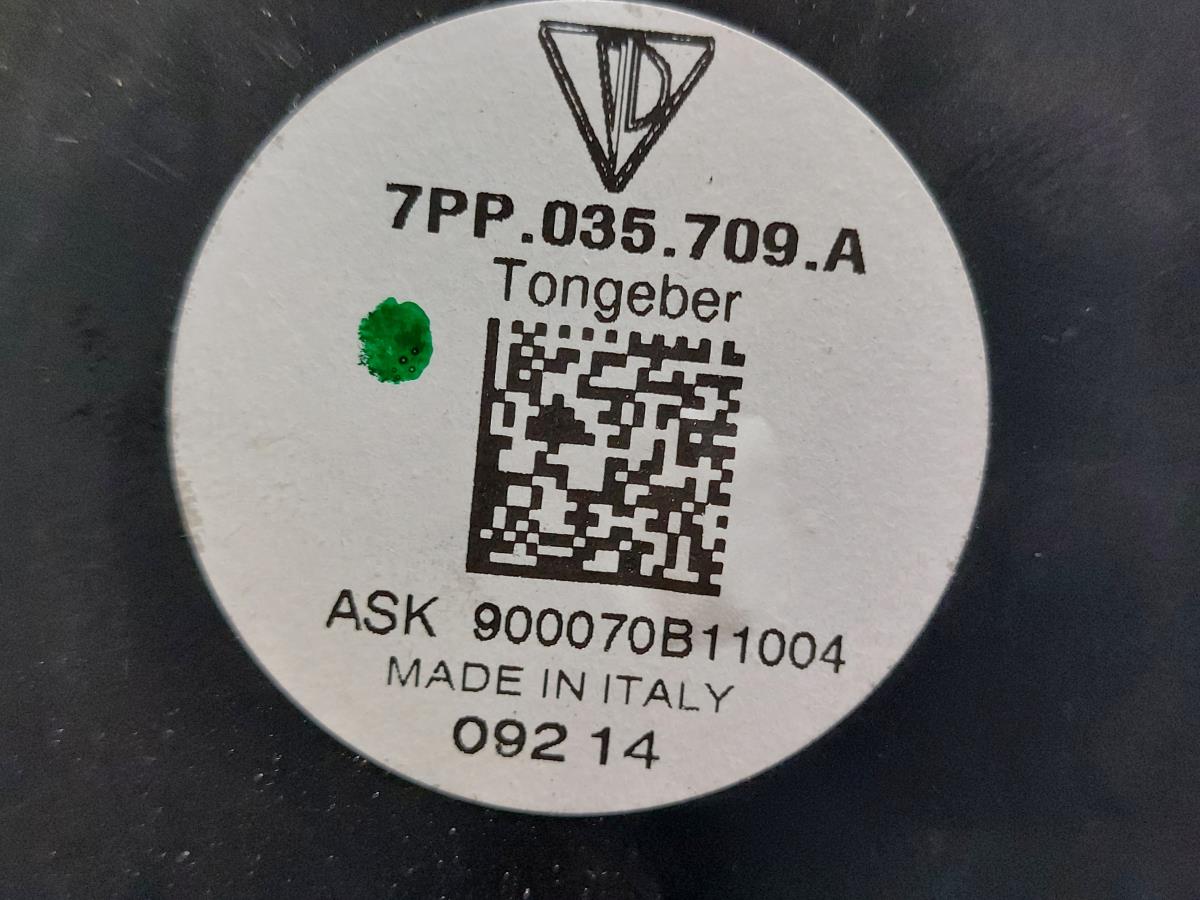 7PP.035.709.A
Tongeber
ASK 900070B11004
MADE IN ITALY
092 14